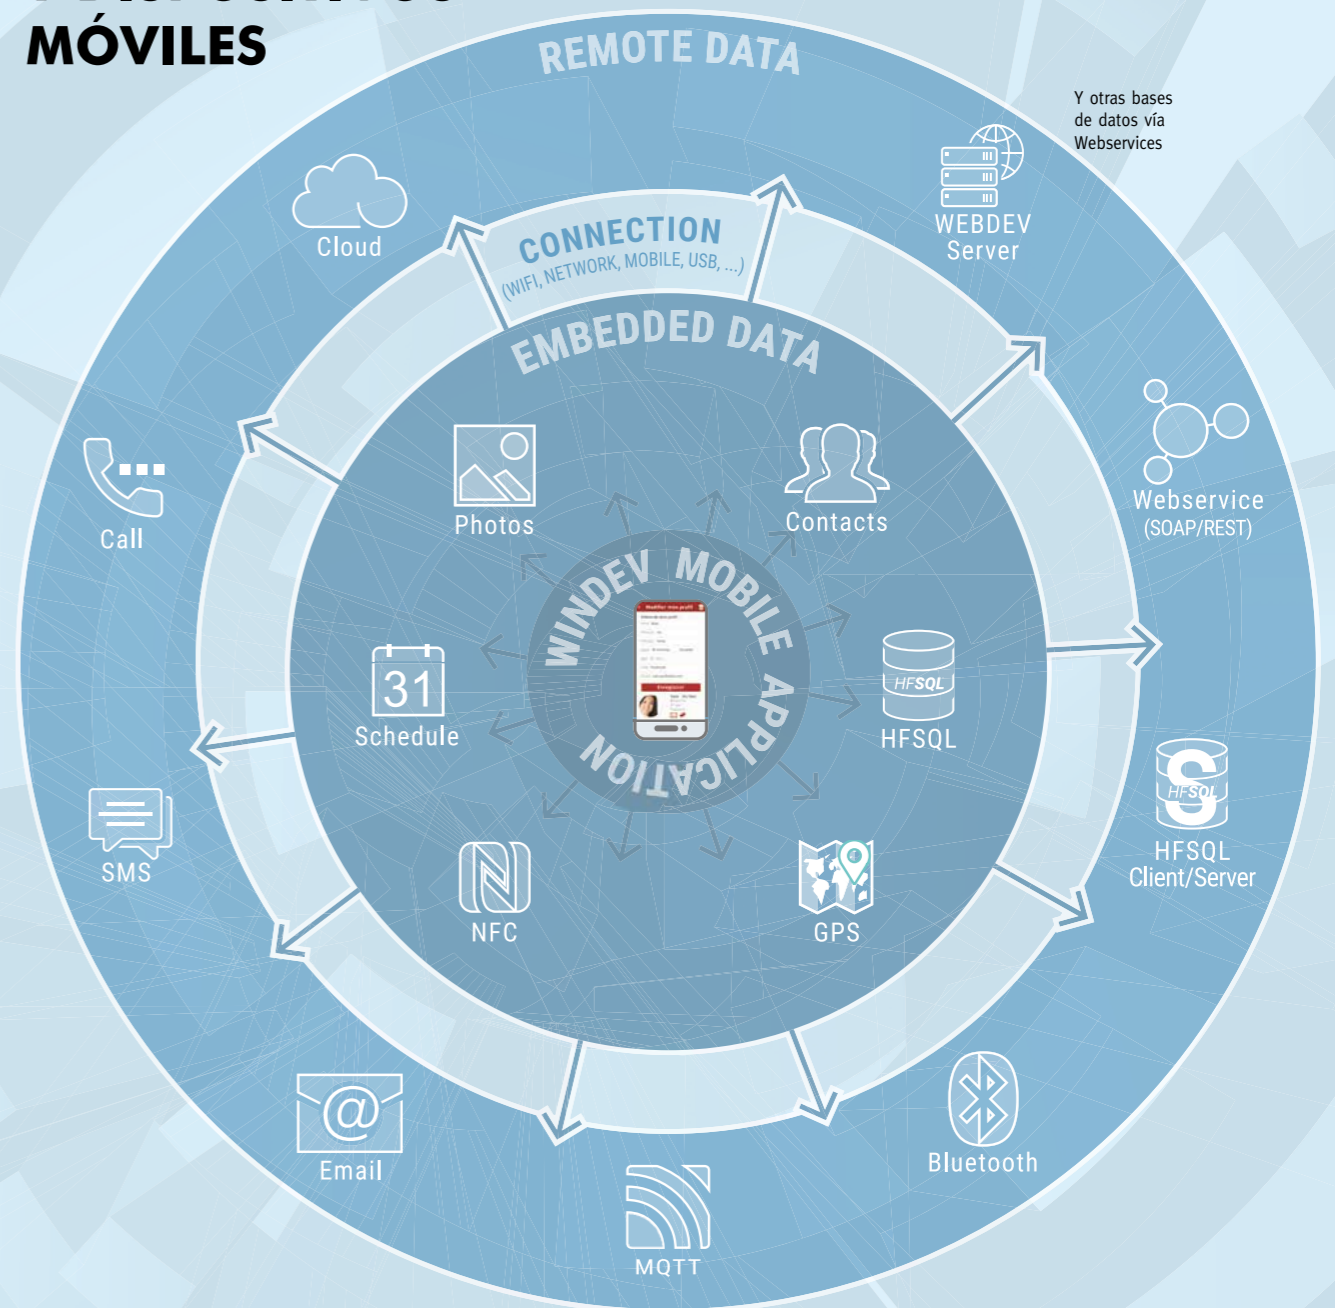 MÓVILES
REMOTE DATA
Y otras bases
de datos vía
Webservices
Cloud
WEBDEV
Server
CONNECTION
(WIFI, NETWORK, MOBILE, USB, ...)
EMBEDDED DATA
Call
Photos
Contacts
Webservice
(SOAP/REST)
WINDEV MOBILE APPLICATION
31
Schedule
HFSQL
HFSQL
SMS
HFSQL
HFSQL
Client/Server
NFC
GPS
@
Email
Bluetooth
MQTT